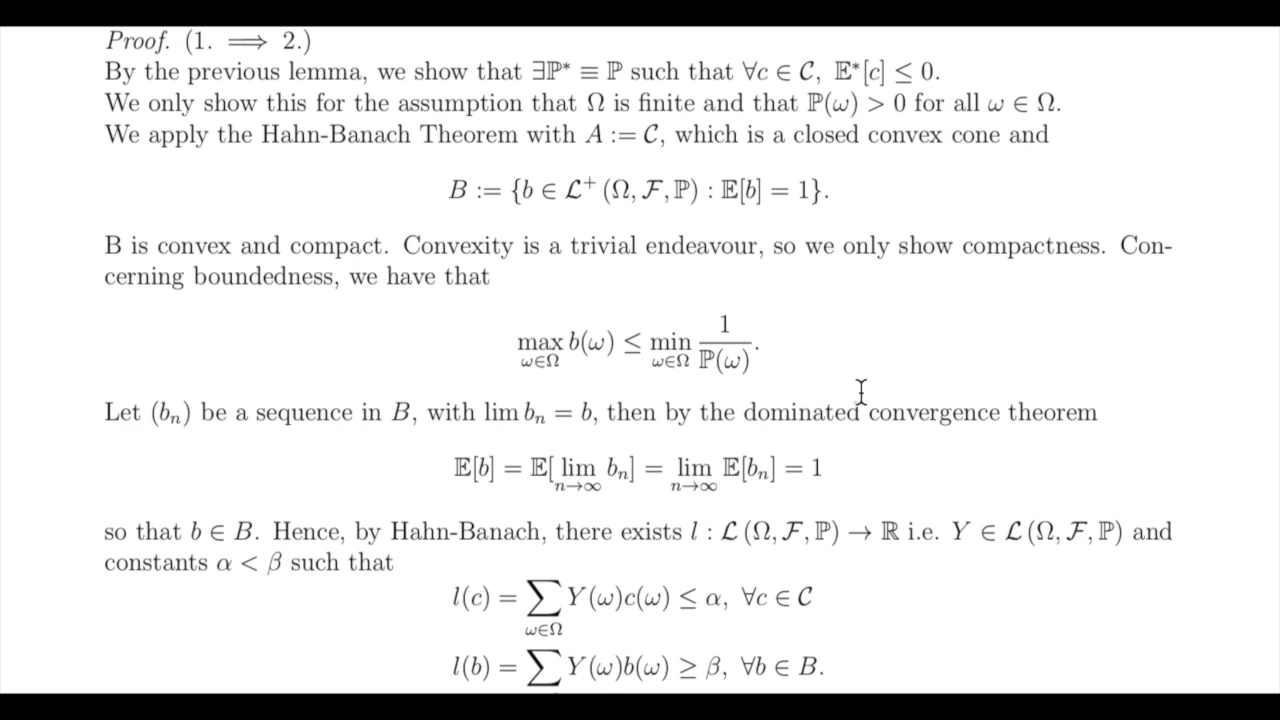 Proof. (1. ⟹ 2.)
By the previous lemma, we show that ∃ℙ* ≡ ℙ such that ∀c ∈ 𝒞, 𝔼*[c] ≤ 0.
We only show this for the assumption that Ω is finite and that ℙ(ω) > 0 for all ω ∈ Ω.
We apply the Hahn-Banach Theorem with A := 𝒞, which is a closed convex cone and
B := {b ∈ ℒ⁺ (Ω, ℱ, ℙ) : 𝔼[b] = 1}.
B is convex and compact. Convexity is a trivial endeavour, so we only show compactness. Con-
cerning boundedness, we have that
max_{ω∈Ω} b(ω) ≤ min_{ω∈Ω} 1/ℙ(ω).
Let (bₙ) be a sequence in B, with lim bₙ = b, then by the dominated convergence theorem
𝔼[b] = 𝔼[lim_{n→∞} bₙ] = lim_{n→∞} 𝔼[bₙ] = 1
so that b ∈ B. Hence, by Hahn-Banach, there exists l : ℒ (Ω, ℱ, ℙ) → ℝ i.e. Y ∈ ℒ (Ω, ℱ, ℙ) and
constants α < β such that
l(c) = ∑_{ω∈Ω} Y(ω)c(ω) ≤ α, ∀c ∈ 𝒞
l(b) = ∑ Y(ω)b(ω) ≥ β, ∀b ∈ B.